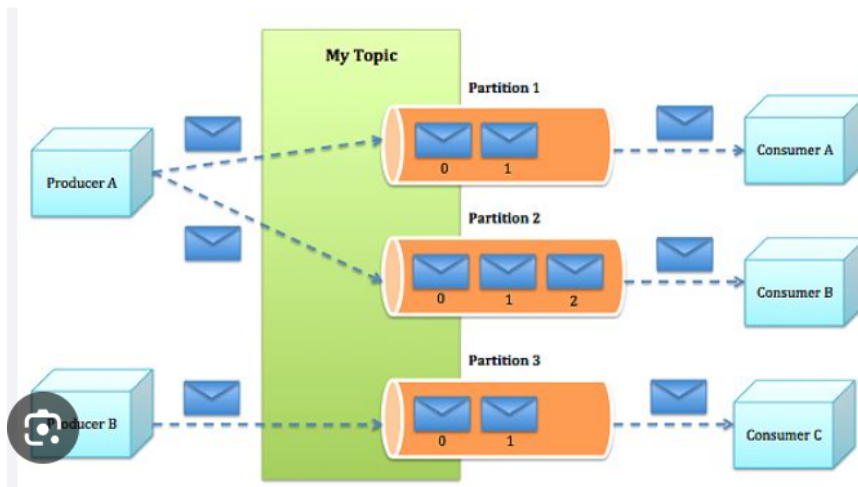 My Topic
Partition 1
Producer A
0 1
Consumer A
Partition 2
0 1 2
Consumer B
Partition 3
Producer B
0 1
Consumer C